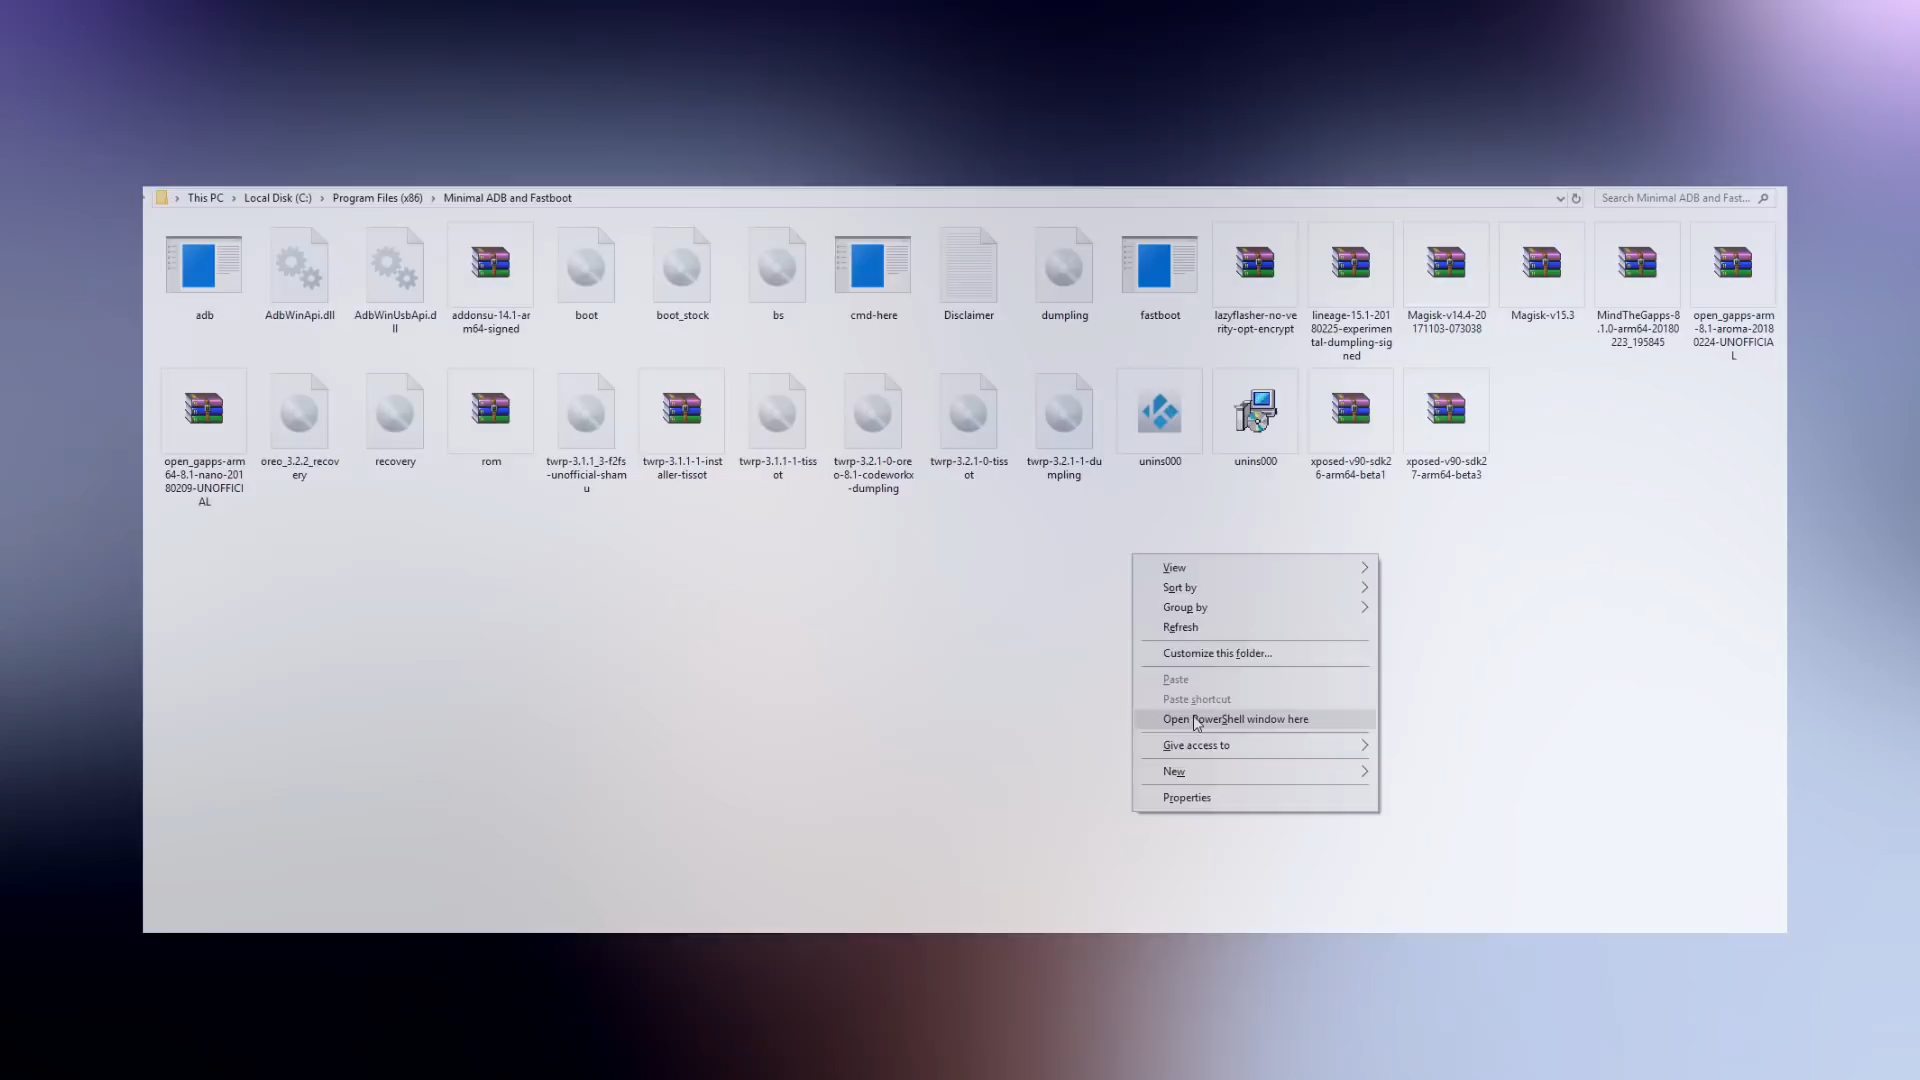 This PC > Local Disk (C:) > Program Files (x86) > Minimal ADB and Fastboot
Search Minimal ADB and Fast...
adb
AdbWinApi.dll
AdbWinUsbApi.d
ll
addonsu-14.1-ar
m64-signed
boot
boot_stock
bs
cmd-here
Disclaimer
dumpling
fastboot
lazyflasher-no-ve
rity-opt-encrypt
lineage-15.1-201
80225-experimen
tal-dumpling-sig
ned
Magisk-v14.4-20
171103-073038
Magisk-v15.3
MindTheGapps-8
.1.0-arm64-20180
223_195845
open_gapps-arm
-8.1-aroma-2018
0224-UNOFFICIA
L
open_gapps-arm
64-8.1-nano-201
80209-UNOFFICI
AL
oreo_3.2.2_recov
ery
recovery
rom
twrp-3.1.1_3-f2fs
-unofficial-sham
u
twrp-3.1.1-1-inst
aller-tissot
twrp-3.1.1-1-tiss
ot
twrp-3.2.1-0-ore
o-8.1-codeworkx
-dumpling
twrp-3.2.1-0-tiss
ot
twrp-3.2.1-1-du
mpling
unins000
unins000
xposed-v90-sdk2
6-arm64-beta1
xposed-v90-sdk2
7-arm64-beta3
View
Sort by
Group by
Refresh
Customize this folder...
Paste
Paste shortcut
Open PowerShell window here
Give access to
New
Properties